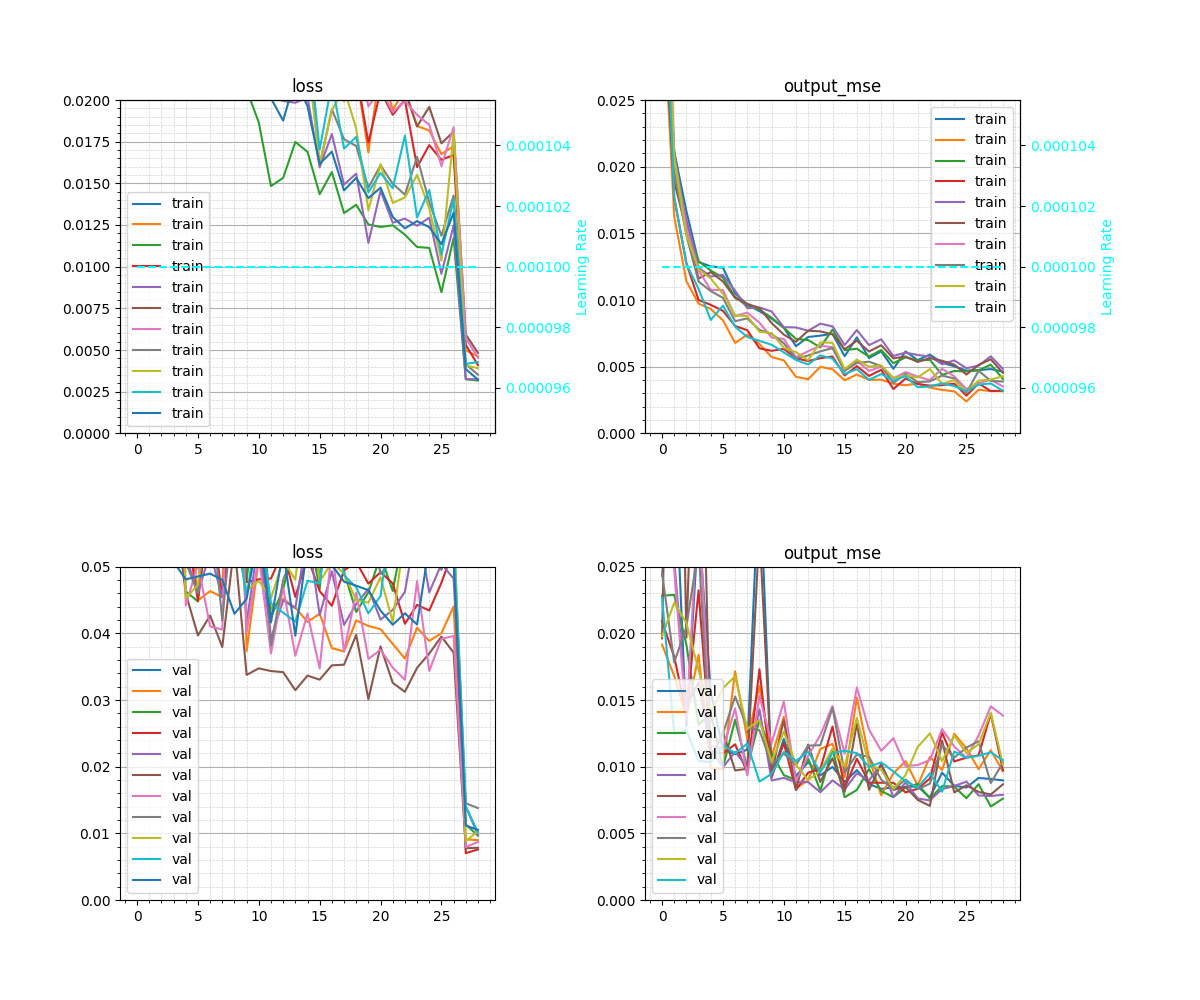 loss
0.0200
0.0175
0.0150
0.0125
0.0100
0.0075
0.0050
0.0025
0.0000
train
train
train
train
train
train
train
train
train
train
train
0 5 10 15 20 25
0.000104
0.000102
0.000100
0.000098
0.000096
Learning Rate
output_mse
0.025
0.020
0.015
0.010
0.005
0.000
train
train
train
train
train
train
train
train
train
train
0 5 10 15 20 25
0.000104
0.000102
0.000100
0.000098
0.000096
Learning Rate
loss
0.05
0.04
0.03
0.02
0.01
0.00
val
val
val
val
val
val
val
val
val
val
val
0 5 10 15 20 25
output_mse
0.025
0.020
0.015
0.010
0.005
0.000
val
val
val
val
val
val
val
val
val
val
0 5 10 15 20 25